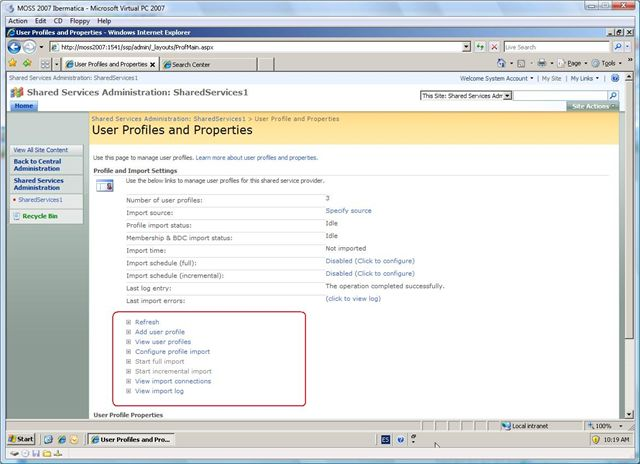 MOSS 2007 Ibermatica - Microsoft Virtual PC 2007
Action Edit CD Floppy Help
User Profiles and Properties - Windows Internet Explorer
http://moss2007:1541/ssp/admin/_layouts/ProfMain.aspx
Live Search
User Profiles and Properties
Search Center
Page
Tools
Shared Services Administration: SharedServices1
Welcome System Account
My Site
My Links
Shared Services Administration: SharedServices1
This Site: Shared Services Adm
Home
Site Actions
Shared Services Administration: SharedServices1 > User Profile and Properties
User Profiles and Properties
View All Site Content
Back to Central
Administration
Shared Services
Administration
SharedServices1
Recycle Bin
Use this page to manage user profiles. Learn more about user profiles and properties.
Profile and Import Settings
Use the below links to manage user profiles for this shared service provider.
Number of user profiles: 3
Import source: Specify source
Profile import status: Idle
Membership & BDC import status: Idle
Import time: Not imported
Import schedule (full): Disabled (Click to configure)
Import schedule (incremental): Disabled (Click to configure)
Last log entry: The operation completed successfully.
Last import errors: (click to view log)
Refresh
Add user profile
View user profiles
Configure profile import
Start full import
Start incremental import
View import connections
View import log
User Profile Properties
Local intranet
100%
Start
User Profiles and Pro...
ES
10:19 AM